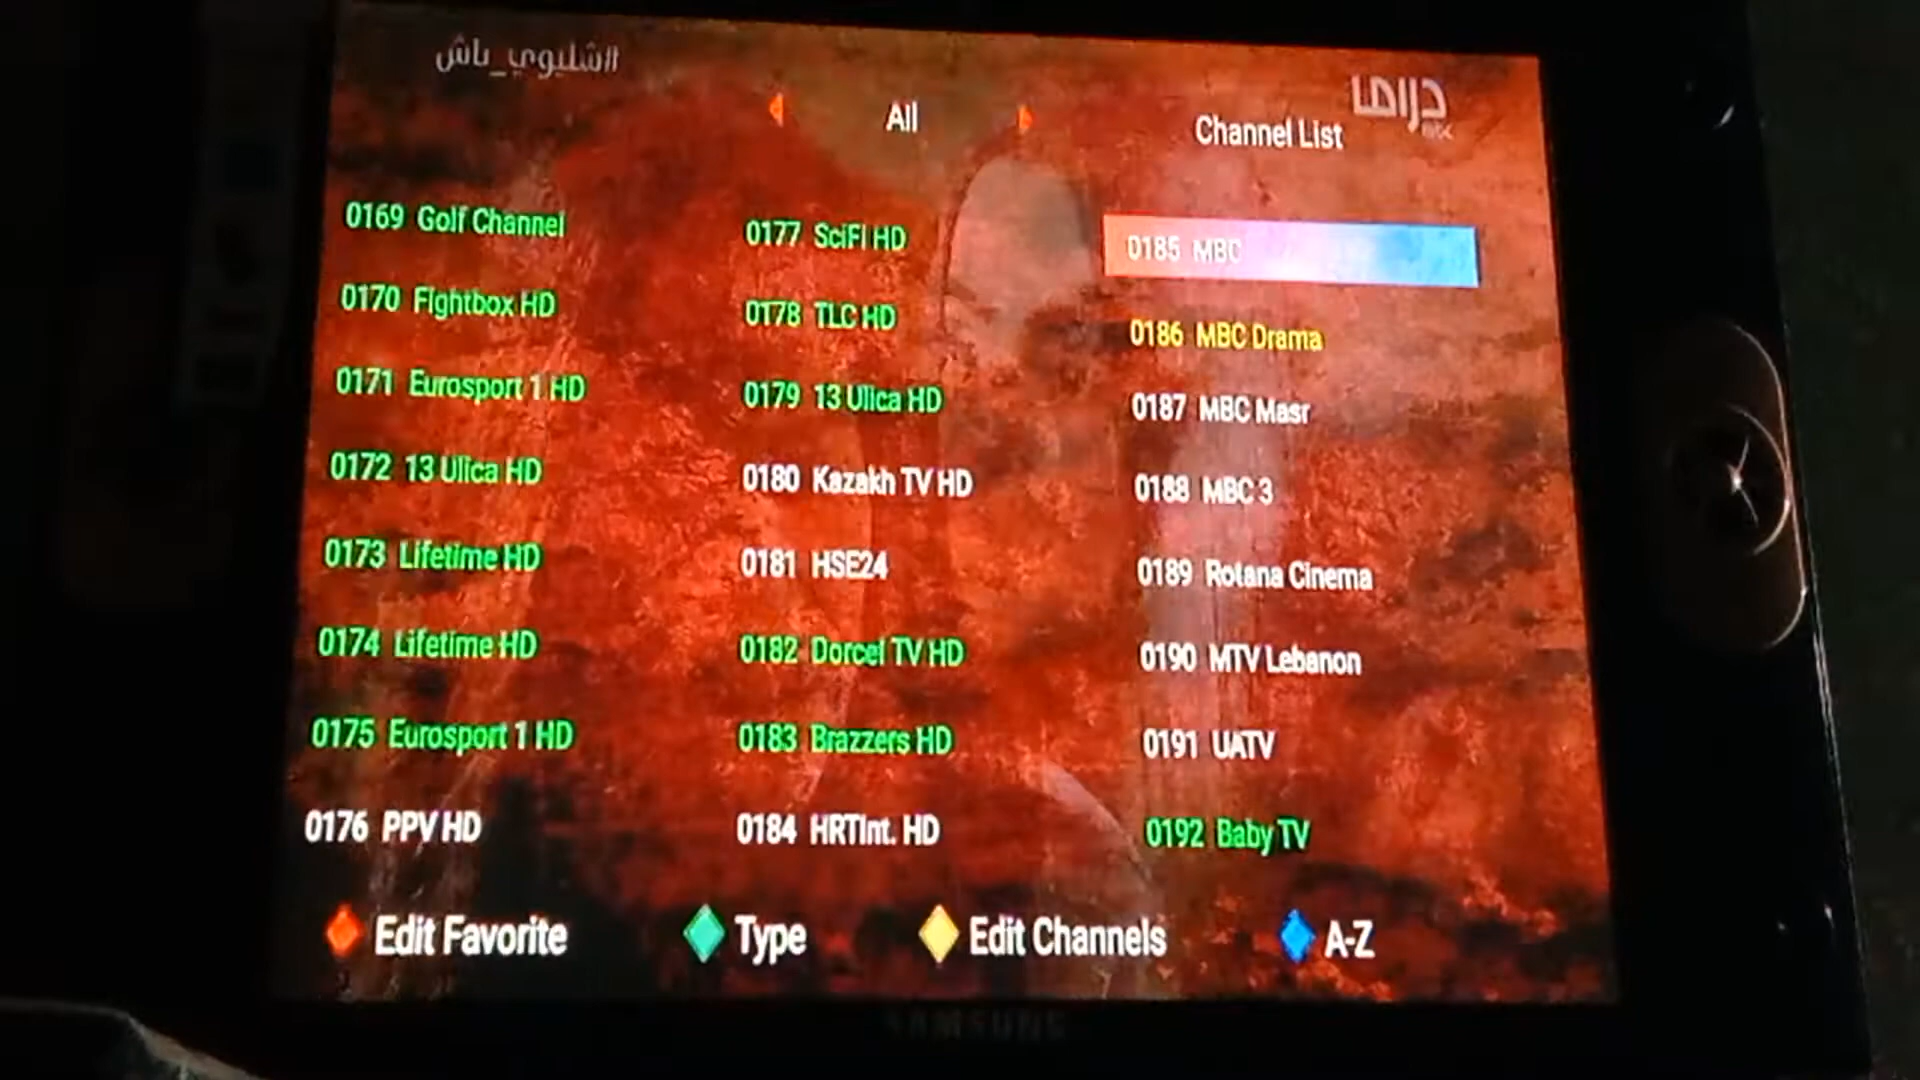 #شليوي_ناش
دراما
mbc
All
Channel List
0169 Golf Channel
0170 Fightbox HD
0171 Eurosport 1 HD
0172 13 Ulica HD
0173 Lifetime HD
0174 Lifetime HD
0175 Eurosport 1 HD
0176 PPV HD
0177 SciFi HD
0178 TLC HD
0179 13 Ulica HD
0180 Kazakh TV HD
0181 HSE24
0182 Dorcel TV HD
0183 Brazzers HD
0184 HRTInt. HD
0185 MBC
0186 MBC Drama
0187 MBC Masr
0188 MBC 3
0189 Rotana Cinema
0190 MTV Lebanon
0191 UATV
0192 Baby TV
Edit Favorite
Type
Edit Channels
A-Z
SAMSUNG